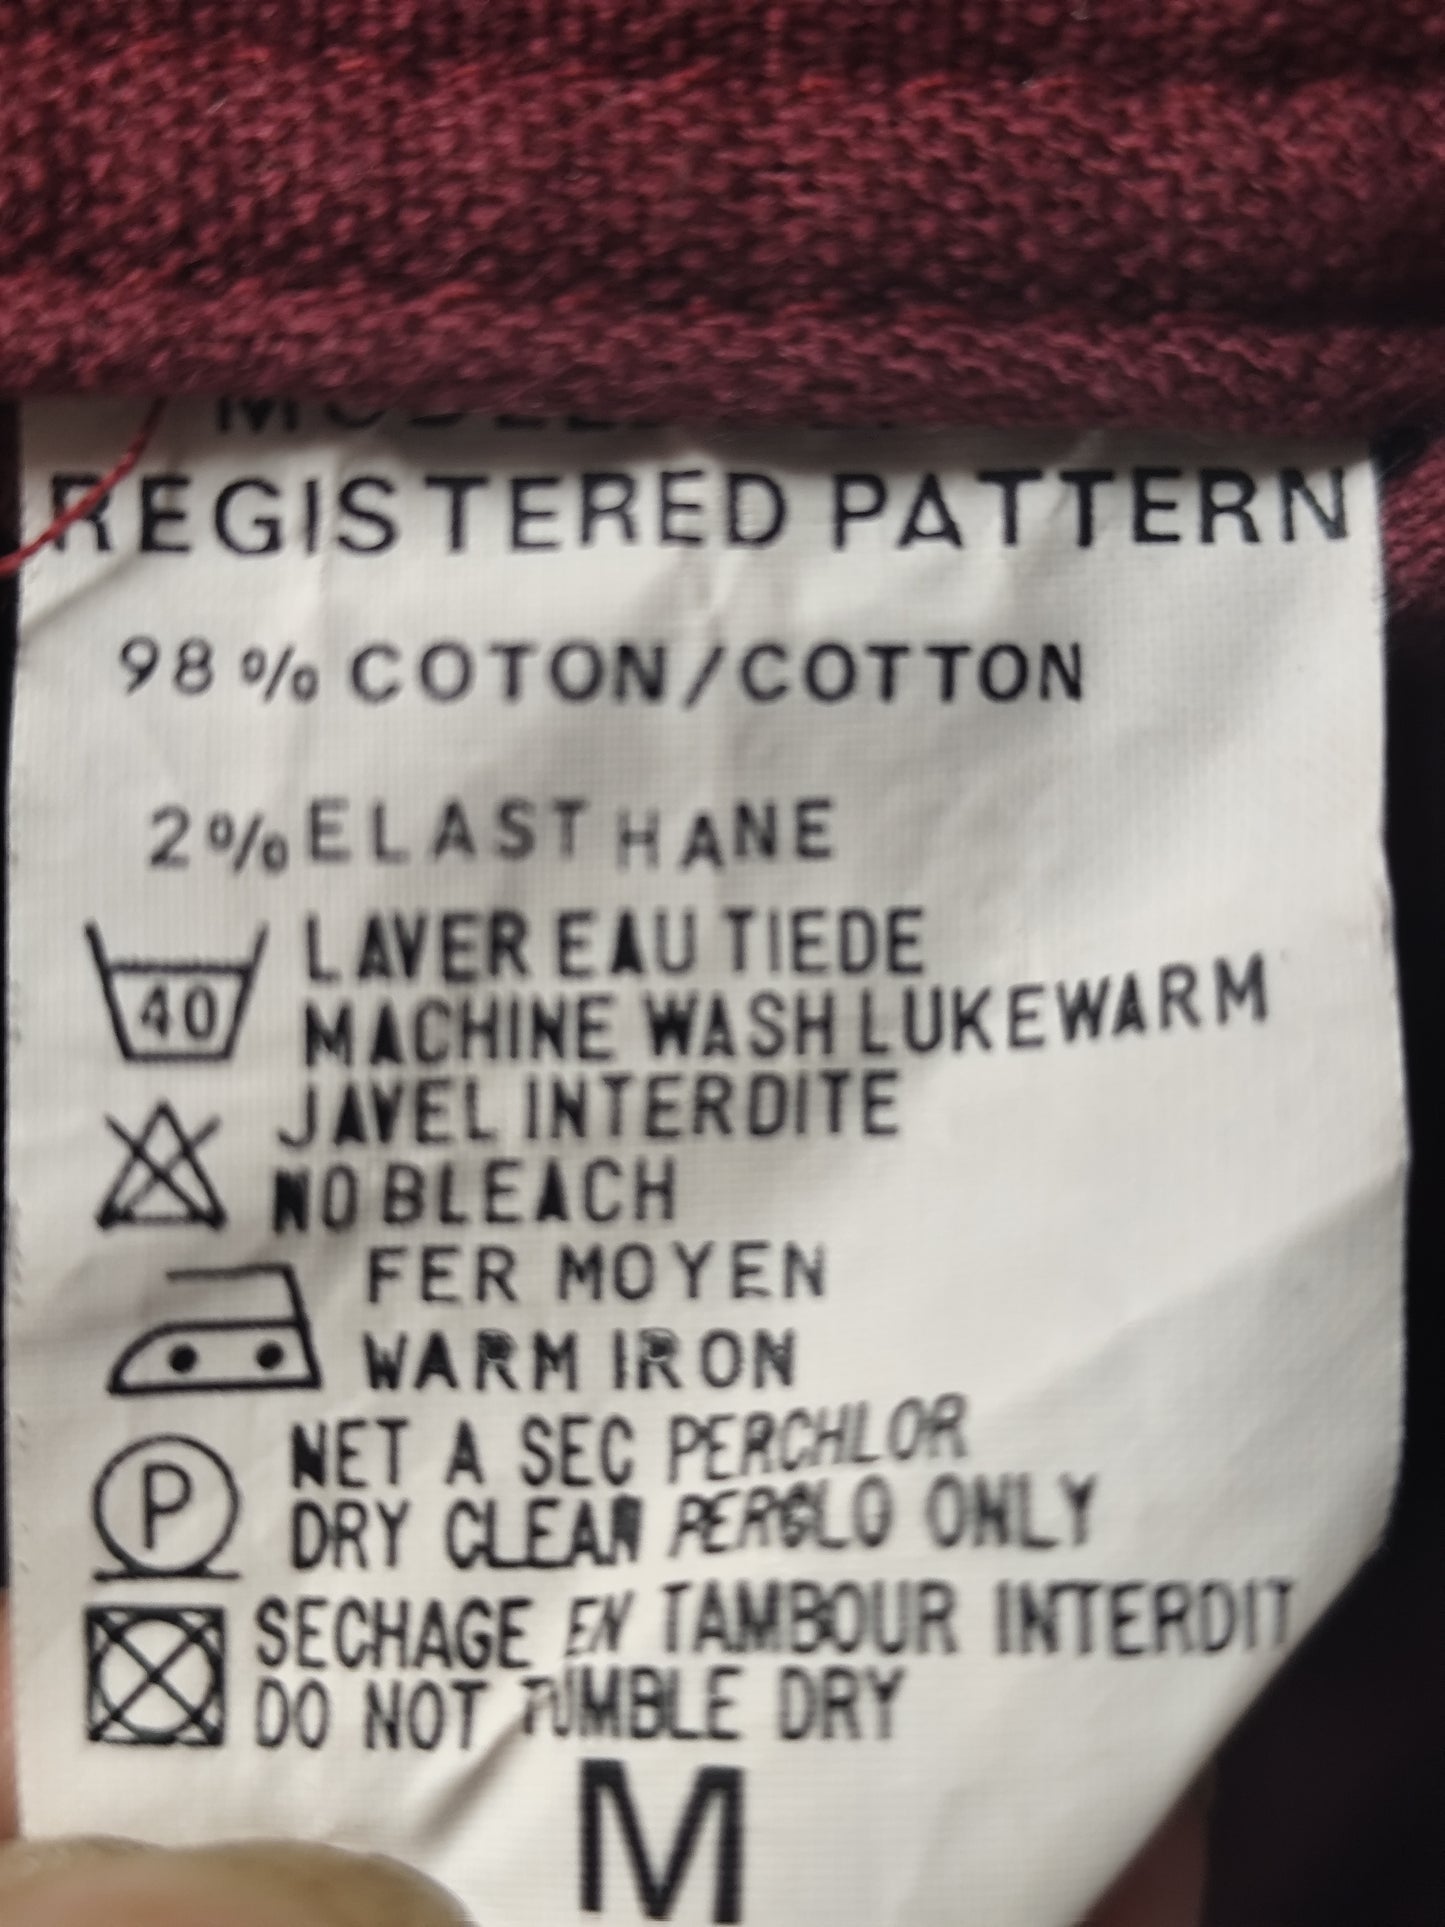 REGISTERED PATTERN
98% COTON/COTTON
2% ELASTHANE
40
LAVER EAU TIEDE
MACHINE WASH LUKEWARM
JAVEL INTERDITE
NO BLEACH
FER MOYEN
WARM IRON
P
NET A SEC PERCHLOR
DRY CLEAN PERCLO ONLY
SECHAGE EN TAMBOUR INTERDIT
DO NOT TUMBLE DRY
M